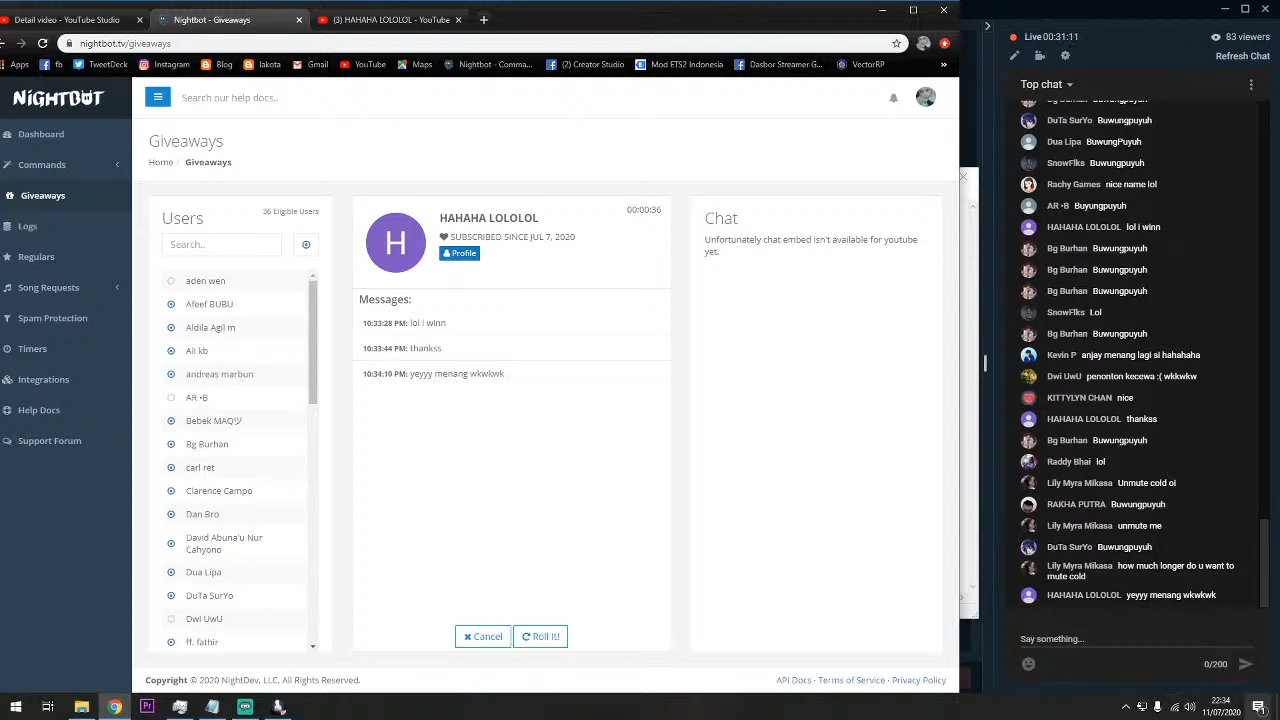 Detail video - YouTube Studio
Nightbot - Giveaways
(3) HAHAHA LOLOLOL - YouTube
nightbot.tv/giveaways
Apps
fb
TweetDeck
Instagram
Blog
lakota
Gmail
YouTube
Maps
Nightbot - Comma...
(2) Creator Studio
Mod ETS2 Indonesia
Dasbor Streamer G...
VectorRP
»
NIGHTBOT
Search our help docs..
Dashboard
Commands
Giveaways
Logs
Regulars
Song Requests
Spam Protection
Timers
Integrations
Help Docs
Support Forum
Giveaways
Home / Giveaways
Users
36 Eligible Users
Search..
aden wen
Afeef BUBU
Aldila Agil m
Ali kb
andreas marbun
AR •B
Bebek MAQツ
Bg Burhan
carl ret
Clarence Campo
Dan Bro
David Abuna'u Nur
Cahyono
Dua Lipa
DuTa SurYo
Dwi UwU
ff. fathir
H
HAHAHA LOLOLOL
00:00:36
SUBSCRIBED SINCE JUL 7, 2020
Profile
Messages:
10:33:28 PM: lol i winn
10:33:44 PM: thankss
10:34:10 PM: yeyyy menang wkwkwk
Cancel
Roll It!
Chat
Unfortunately chat embed isn't available for youtube
yet.
Copyright © 2020 NightDev, LLC. All Rights Reserved.
API Docs · Terms of Service · Privacy Policy
Live 00:31:11
83 viewers
Refresh Chat
Top chat
Bg Burhan Buwungpuyuh
DuTa SurYo Buwungpuyuh
Dua Lipa BuwungPuyuh
SnowFlks Buwungpuyuh
Rachy Games nice name lol
AR •B Buyungpuyuh
HAHAHA LOLOLOL lol i winn
Bg Burhan Buwungpuyuh
Bg Burhan Buwungpuyuh
Bg Burhan Buwungpuyuh
SnowFlks Lol
Bg Burhan Buwungpuyuh
Kevin P anjay menang lagi si hahahaha
Dwi UwU penonton kecewa :( wkkwkw
KITTYLYN CHAN nice
HAHAHA LOLOLOL thankss
Bg Burhan Buwungpuyuh
Raddy Bhai lol
Lily Myra Mikasa Unmute cold oi
RAKHA PUTRA Buwungpuyuh
Lily Myra Mikasa unmute me
DuTa SurYo Buwungpuyuh
Lily Myra Mikasa how much longer do u want to
mute cold
HAHAHA LOLOLOL yeyyy menang wkwkwk
Say something...
0/200
Pr
22:34
11/07/2020